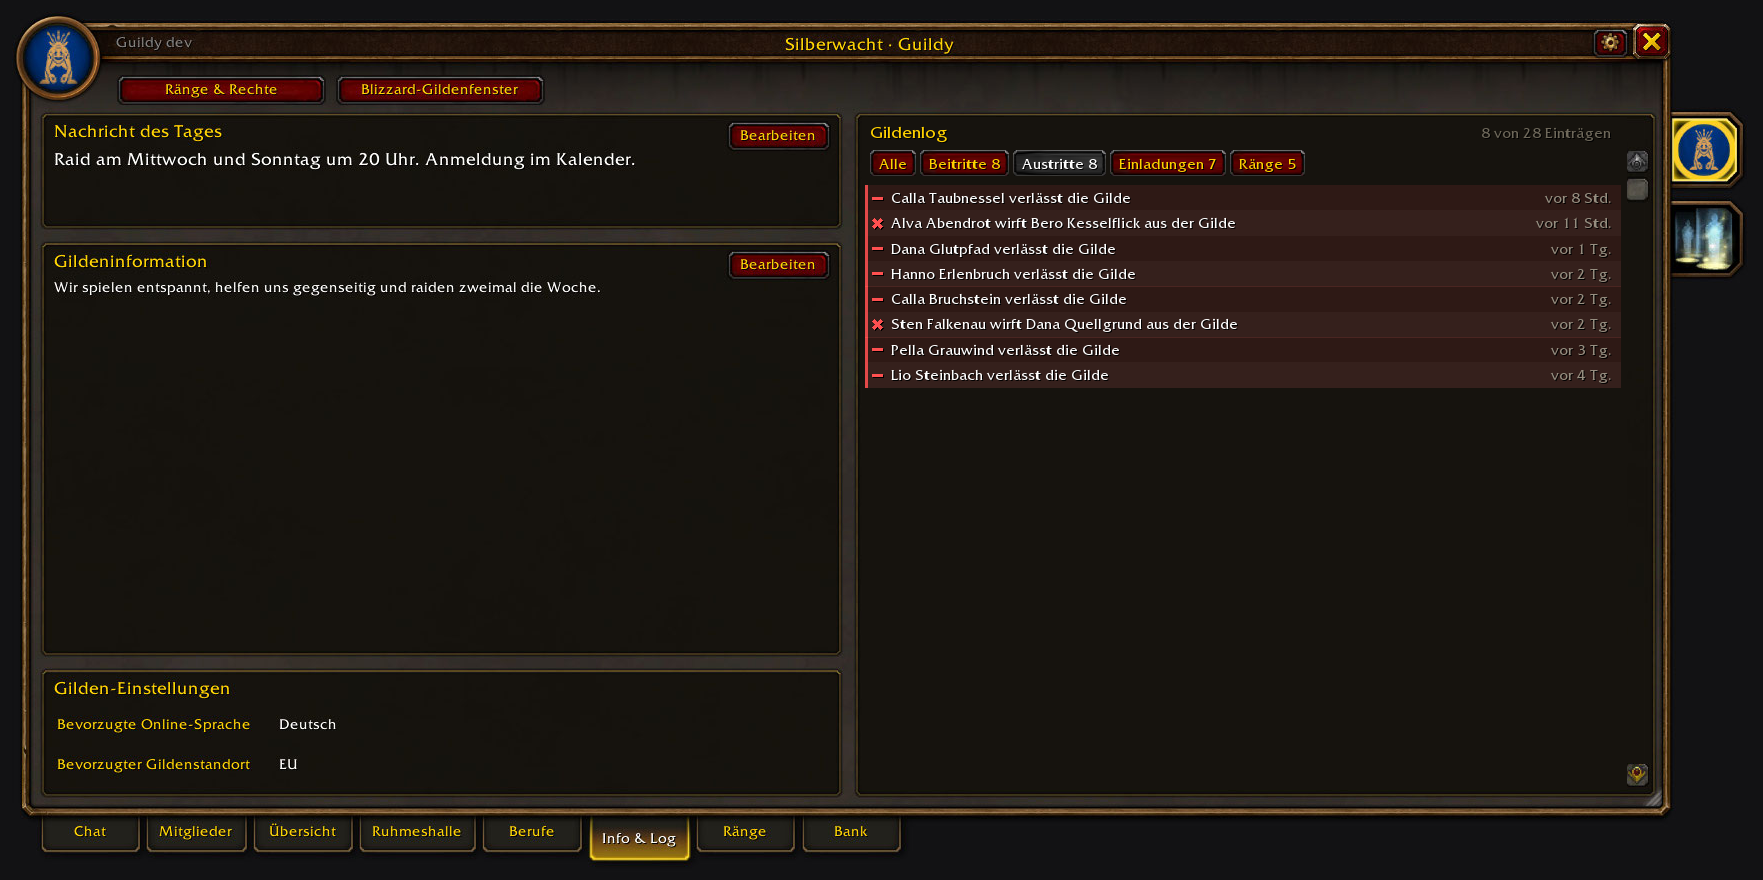 Guildy dev
Silberwacht · Guildy
Ränge & Rechte
Blizzard-Gildenfenster
Nachricht des Tages
Bearbeiten
Raid am Mittwoch und Sonntag um 20 Uhr. Anmeldung im Kalender.
Gildeninformation
Bearbeiten
Wir spielen entspannt, helfen uns gegenseitig und raiden zweimal die Woche.
Gilden-Einstellungen
Bevorzugte Online-Sprache Deutsch
Bevorzugter Gildenstandort EU
Gildenlog 8 von 28 Einträgen
Alle Beitritte 8 Austritte 8 Einladungen 7 Ränge 5
Calla Taubnessel verlässt die Gilde vor 8 Std.
Alva Abendrot wirft Bero Kesselflick aus der Gilde vor 11 Std.
Dana Glutpfad verlässt die Gilde vor 1 Tg.
Hanno Erlenbruch verlässt die Gilde vor 2 Tg.
Calla Bruchstein verlässt die Gilde vor 2 Tg.
Sten Falkenau wirft Dana Quellgrund aus der Gilde vor 2 Tg.
Pella Grauwind verlässt die Gilde vor 3 Tg.
Lio Steinbach verlässt die Gilde vor 4 Tg.
Chat Mitglieder Übersicht Ruhmeshalle Berufe Info & Log Ränge Bank